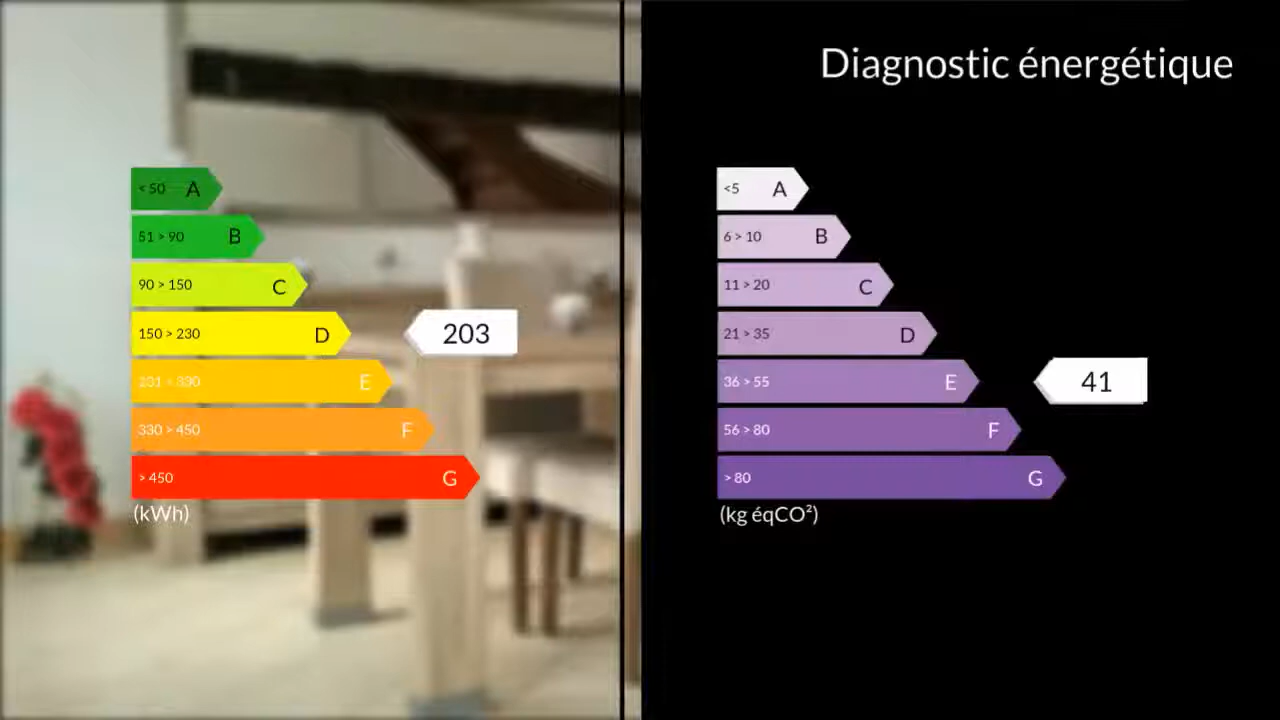 Diagnostic énergétique
< 50 A
51 > 90 B
90 > 150 C
150 > 230 D
203
E
330 > 450 F
> 450 G
(kWh)
<5 A
6 > 10 B
11 > 20 C
21 > 35 D
36 > 55 E
41
56 > 80 F
> 80 G
(kg éqCO²)